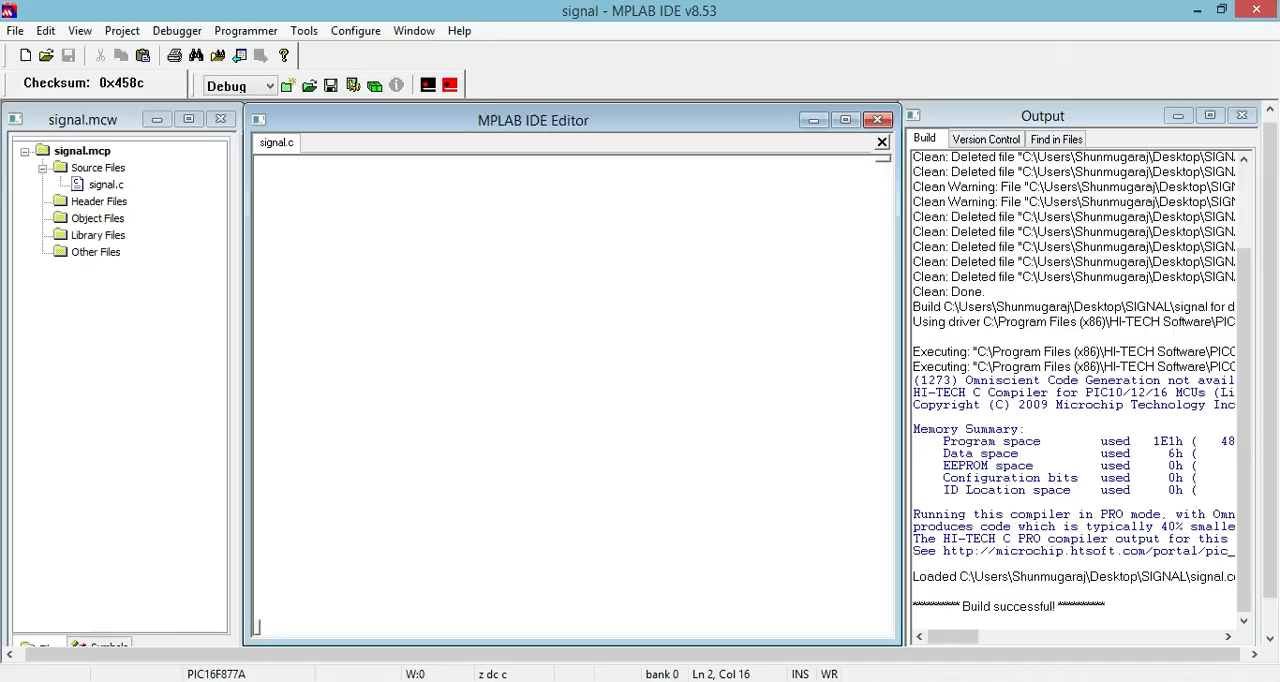 signal - MPLAB IDE v8.53
File Edit View Project Debugger Programmer Tools Configure Window Help
Checksum: 0x458c
Debug
signal.mcw
signal.mcp
Source Files
signal.c
Header Files
Object Files
Library Files
Other Files
MPLAB IDE Editor
signal.c
Output
Build Version Control Find in Files
Clean: Deleted file "C:\Users\Shunmugaraj\Desktop\SIGN
Clean: Deleted file "C:\Users\Shunmugaraj\Desktop\SIGN
Clean Warning: File "C:\Users\Shunmugaraj\Desktop\SIG
Clean Warning: File "C:\Users\Shunmugaraj\Desktop\SIG
Clean: Deleted file "C:\Users\Shunmugaraj\Desktop\SIGN
Clean: Deleted file "C:\Users\Shunmugaraj\Desktop\SIGN
Clean: Deleted file "C:\Users\Shunmugaraj\Desktop\SIGN
Clean: Deleted file "C:\Users\Shunmugaraj\Desktop\SIGN
Clean: Deleted file "C:\Users\Shunmugaraj\Desktop\SIGN
Clean: Done.
Build C:\Users\Shunmugaraj\Desktop\SIGNAL\signal for d
Using driver C:\Program Files (x86)\HI-TECH Software\PIC
Executing: "C:\Program Files (x86)\HI-TECH Software\PICC
Executing: "C:\Program Files (x86)\HI-TECH Software\PICC
(1273) Omniscient Code Generation not avail
HI-TECH C Compiler for PIC10/12/16 MCUs (Li
Copyright (C) 2009 Microchip Technology Inc
Memory Summary:
Program space used 1E1h ( 48
Data space used 6h (
EEPROM space used 0h (
Configuration bits used 0h (
ID Location space used 0h (
Running this compiler in PRO mode, with Omn
produces code which is typically 40% smalle
The HI-TECH C PRO compiler output for this
See http://microchip.htsoft.com/portal/pic_
Loaded C:\Users\Shunmugaraj\Desktop\SIGNAL\signal.co
********** Build successful! **********
PIC16F877A W:0 z dc c bank 0 Ln 2, Col 16 INS WR